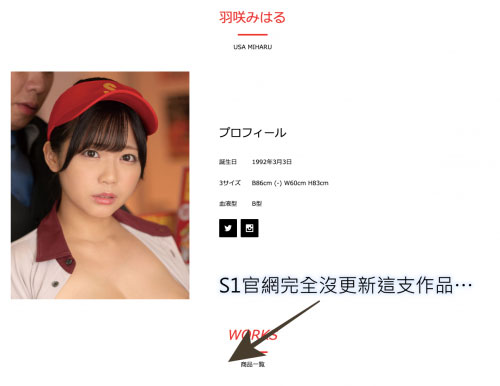 羽咲みはる
USA MIHARU
プロフィール
誕生日 1992年3月3日
3サイズ B86cm (-) W60cm H83cm
血液型 B型
S1官網完全沒更新這支作品…
WORKS
商品一覧
S